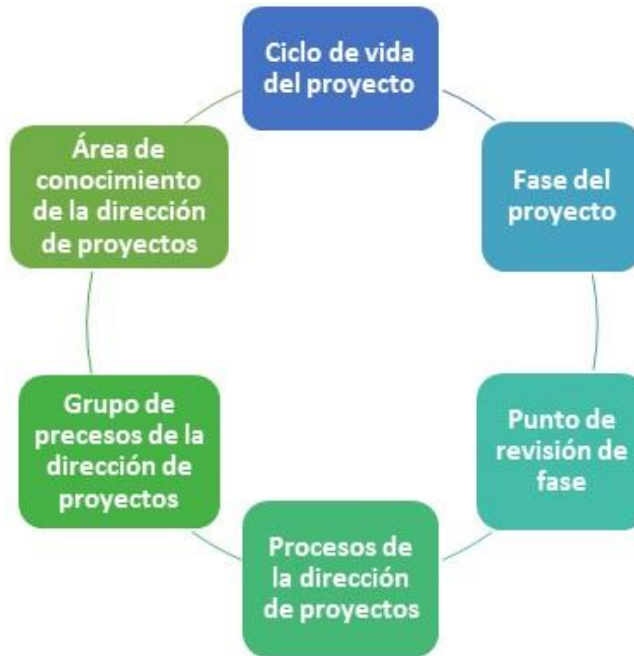 Ciclo de vida
del proyecto
Fase del
proyecto
Punto de
revisión de
fase
Procesos de
la dirección
de proyectos
Grupo de
precesos de la
dirección de
proyectos
Área de
conocimiento
de la dirección
de proyectos